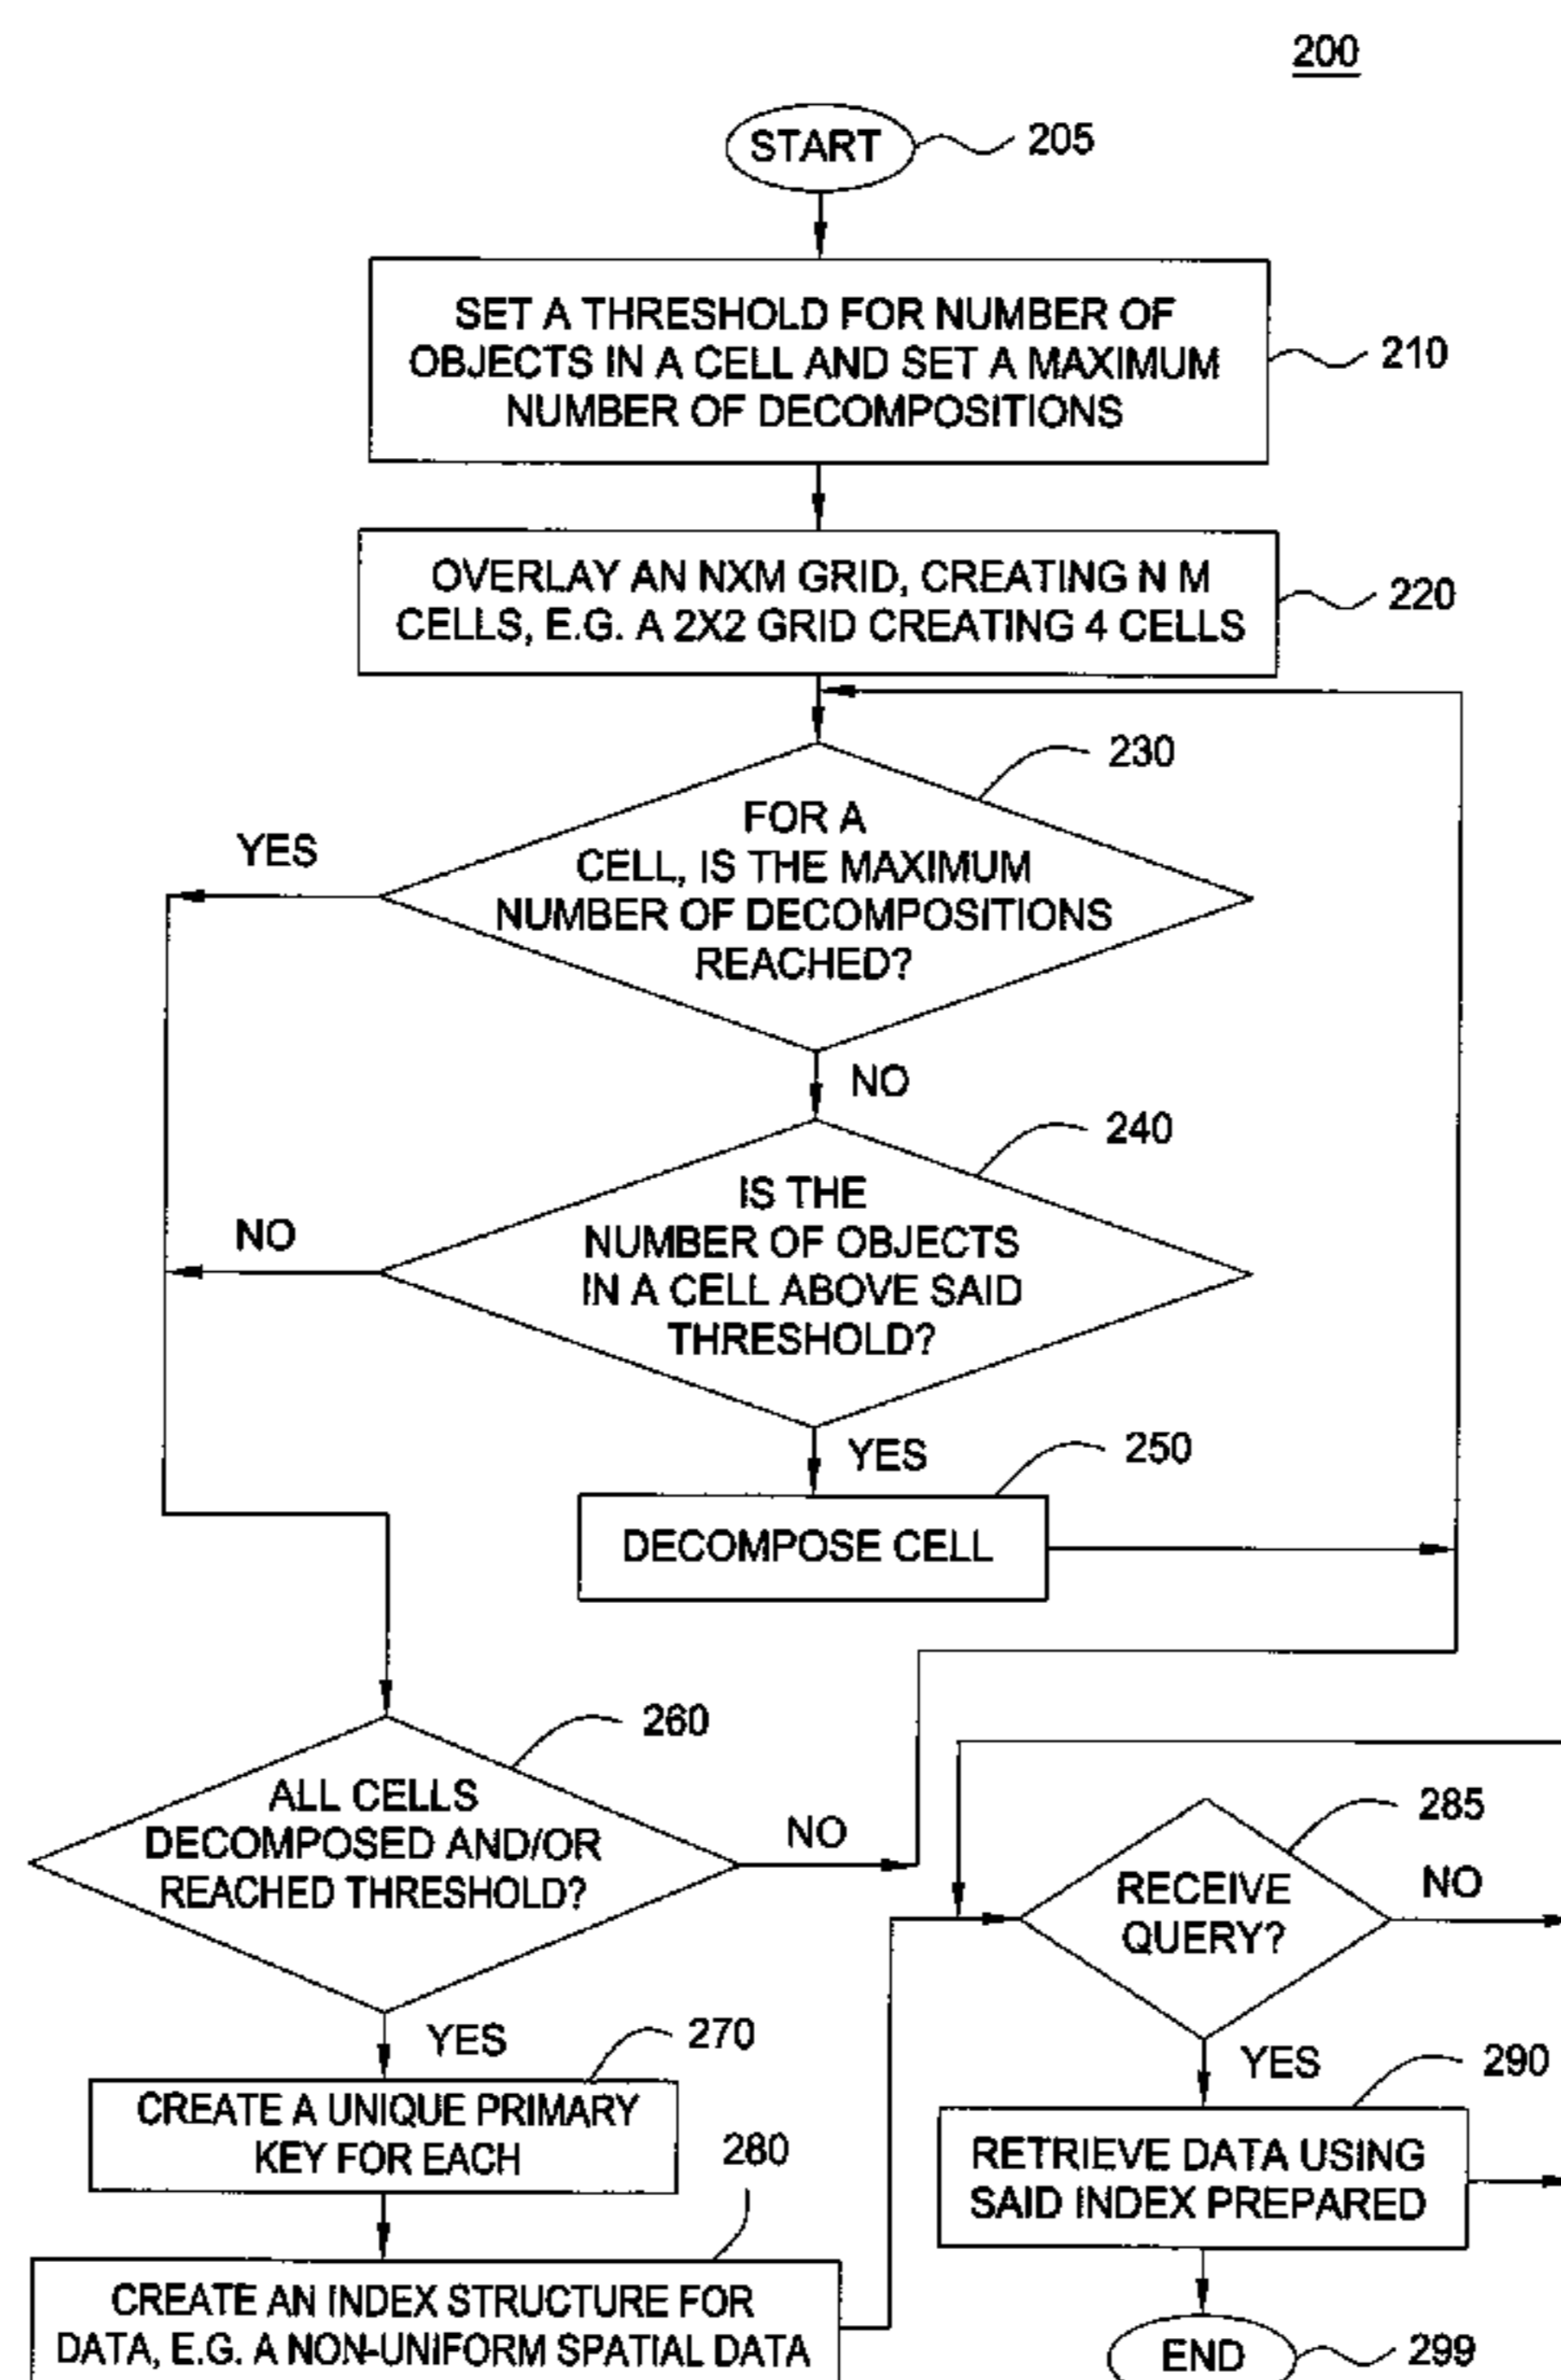 200
START
205
SET A THRESHOLD FOR NUMBER OF
OBJECTS IN A CELL AND SET A MAXIMUM
NUMBER OF DECOMPOSITIONS
210
OVERLAY AN NXM GRID, CREATING N M
CELLS, E.G. A 2X2 GRID CREATING 4 CELLS
220
230
FOR A
CELL, IS THE MAXIMUM
NUMBER OF DECOMPOSITIONS
REACHED?
YES
NO
240
IS THE
NUMBER OF OBJECTS
IN A CELL ABOVE SAID
THRESHOLD?
NO
YES
250
DECOMPOSE CELL
260
ALL CELLS
DECOMPOSED AND/OR
REACHED THRESHOLD?
NO
YES
270
CREATE A UNIQUE PRIMARY
KEY FOR EACH
280
CREATE AN INDEX STRUCTURE FOR
DATA, E.G. A NON-UNIFORM SPATIAL DATA
285
RECEIVE
QUERY?
NO
YES
290
RETRIEVE DATA USING
SAID INDEX PREPARED
END
299